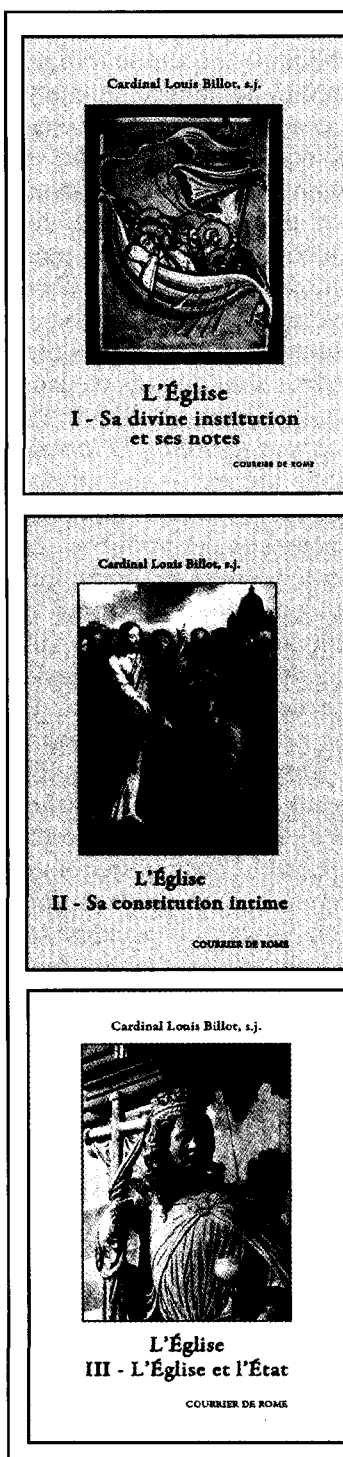 Cardinal Louis Billot, s.j.
L'Église
I - Sa divine institution
et ses notes
COURRIER DE ROME
Cardinal Louis Billot, s.j.
L'Église
II - Sa constitution intime
COURRIER DE ROME
Cardinal Louis Billot, s.j.
L'Église
III - L'Église et l'État
COURRIER DE ROME